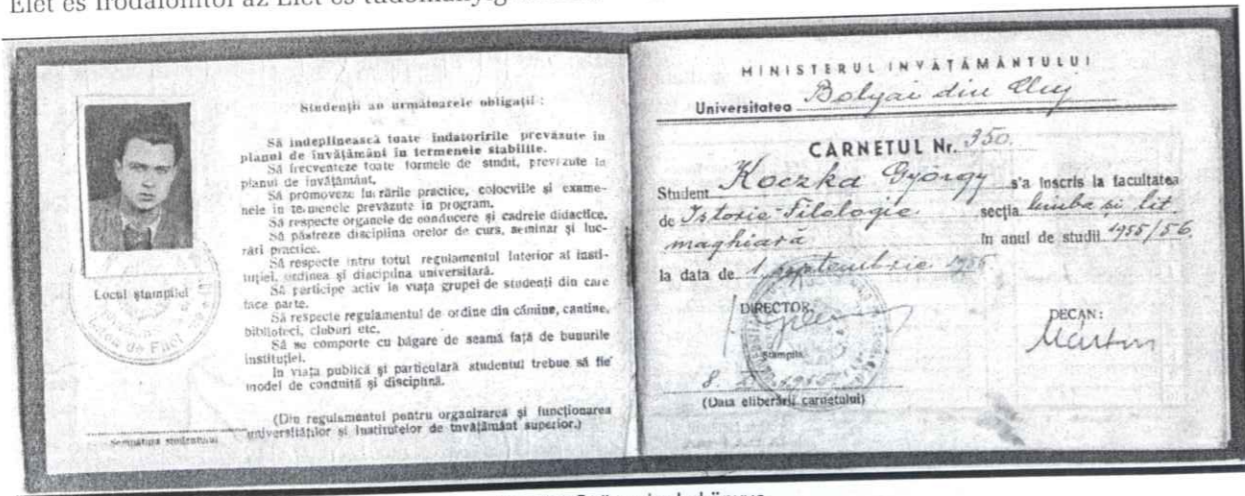 Élet és Irodalomtól az Élet és tudományig
Studenții au următoarele obligații :
Să îndeplinească toate îndatoririle prevăzute în
planul de învățământ în termenele stabilite.
Să frecventeze toate formele de studii, prevăzute în
planul de învățământ.
Să promoveze lucrările practice, colocviile și exame-
nele în termenele prevăzute în program.
Să respecte organele de conducere și cadrele didactice.
Să păstreze disciplina orelor de curs, seminar și luc-
rări practice.
Să respecte întru totul regulamentul interior al insti-
tuției, ordinea și disciplina universitară.
Să participe activ în viața grupei de studenți din care
face parte.
Să respecte regulamentul de ordine din cămine, cantine,
biblioteci, cluburi etc.
Să se comporte cu băgare de seamă față de bunurile
instituției.
In viața publică și particulară studentul trebue să fie
model de conduită și disciplină.
(Din regulamentul pentru organizarea și funcționarea
universităților și institutelor de învățământ superior.)
Locul ștampilei
Semnătura studentului
MINISTERUL INVĂȚĂMÂNTULUI
Universitatea Bolyai din Cluj
CARNETUL Nr. 350.
Student Koczka György s'a înscris la facultatea
de Istorie-Filologie secția limba și lit.
maghiară în anul de studii 1955/56
la data de 1 septembrie 1955
DIRECTOR,
DECAN:
Márton
Ștampila
8. 1955
(Data eliberării carnetului)